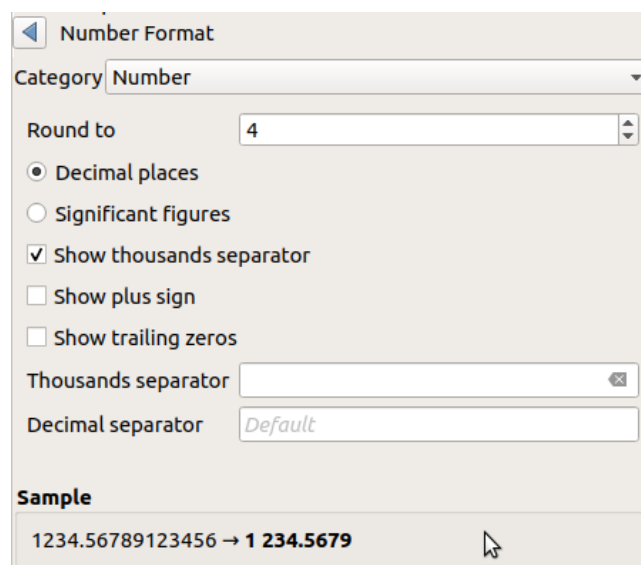 Number Format
Category Number
Round to 4
Decimal places
Significant figures
Show thousands separator
Show plus sign
Show trailing zeros
Thousands separator
Decimal separator Default
Sample
1234.56789123456 → 1 234.5679